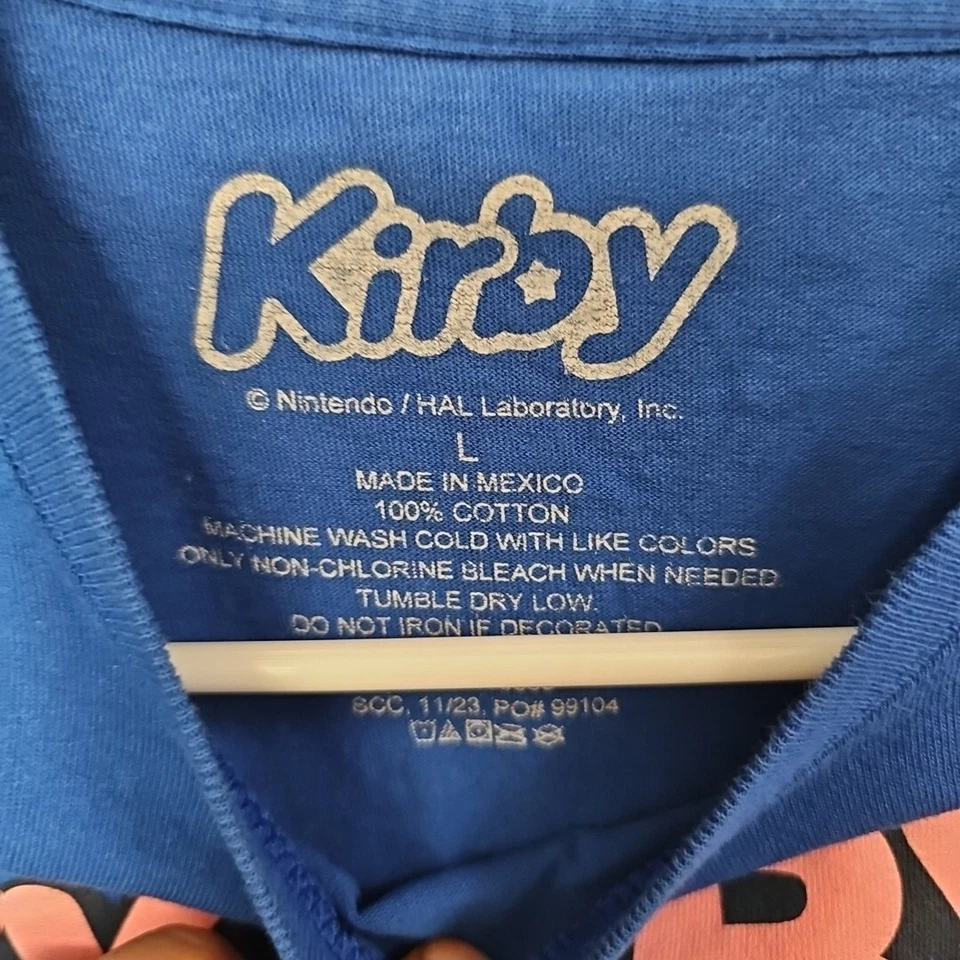 Kirby
© Nintendo / HAL Laboratory, Inc.
L
MADE IN MEXICO
100% COTTON
MACHINE WASH COLD WITH LIKE COLORS
ONLY NON-CHLORINE BLEACH WHEN NEEDED
TUMBLE DRY LOW.
DO NOT IRON IF DECORATED
SCC, 11/23, PO# 99104